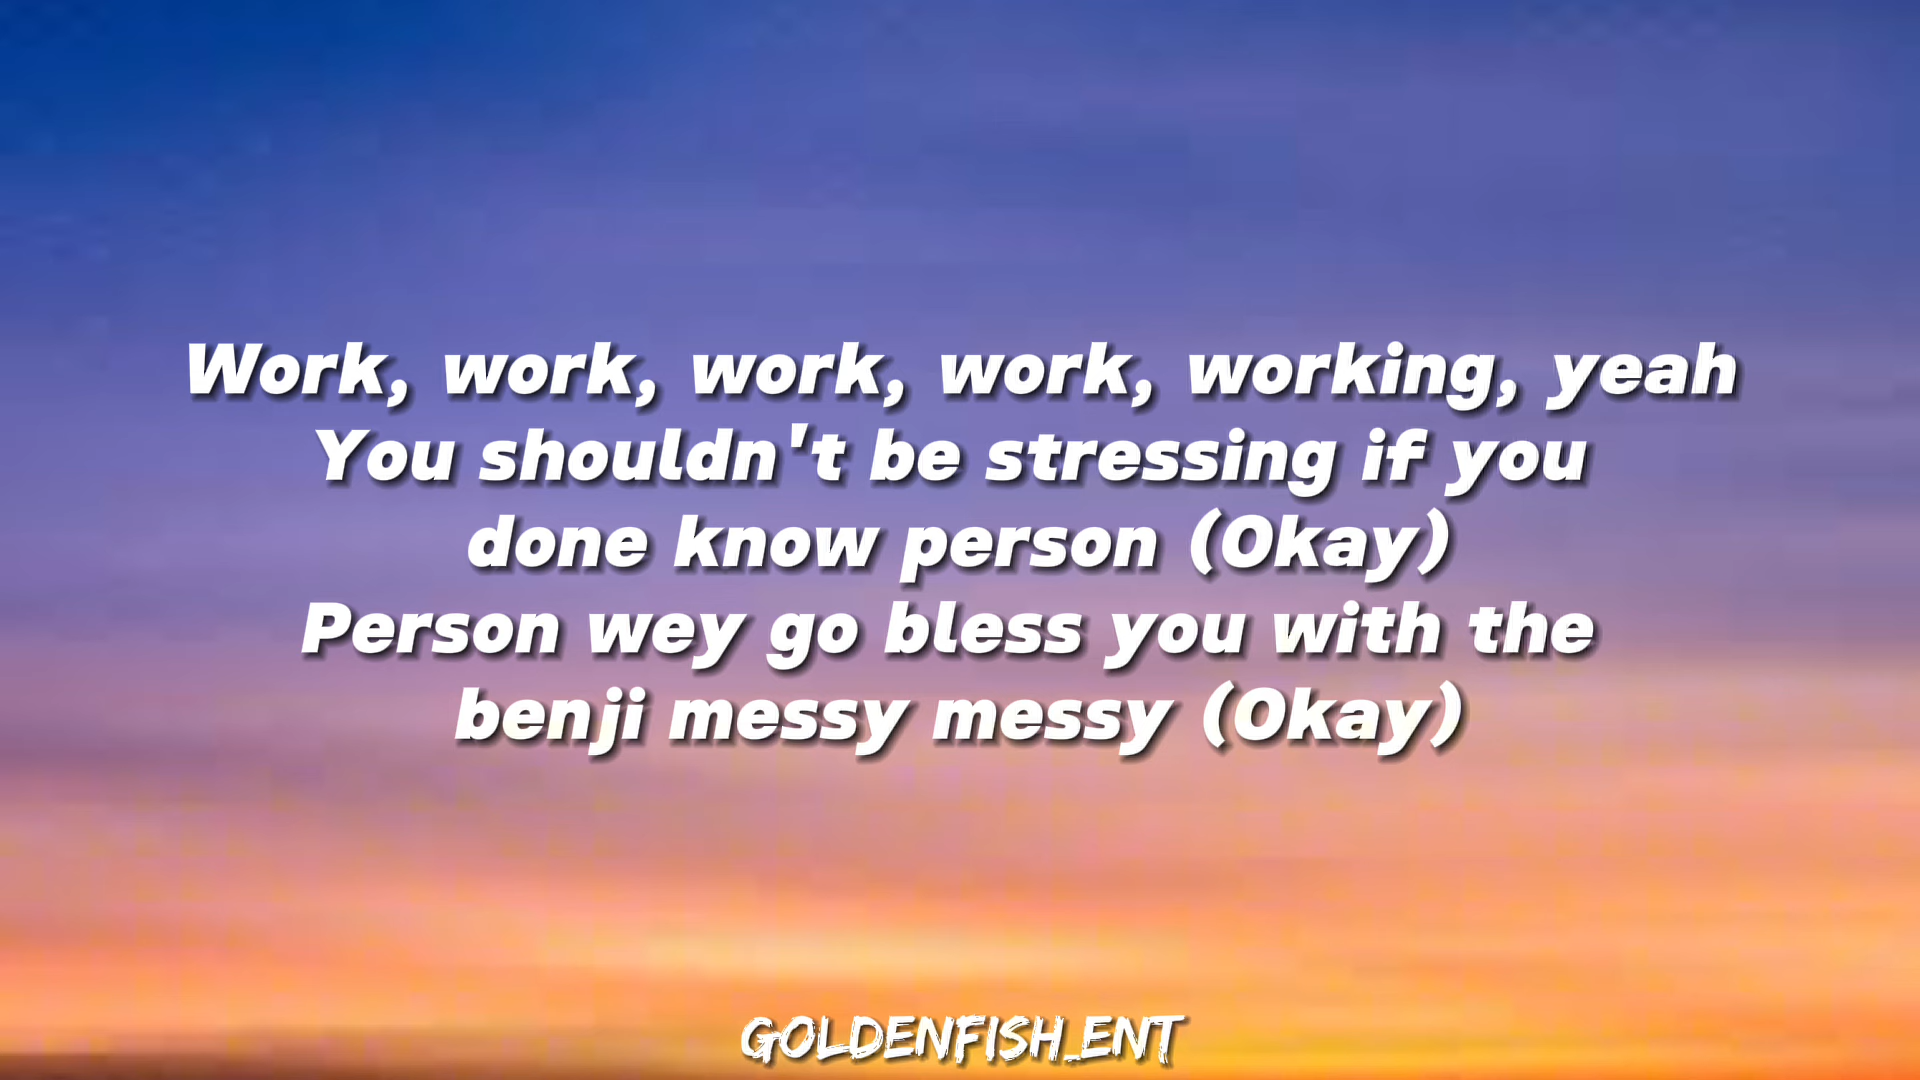 Work, work, work, work, working, yeah
You shouldn't be stressing if you
done know person (Okay)
Person wey go bless you with the
benji messy messy (Okay)
GOLDENFISH_ENT